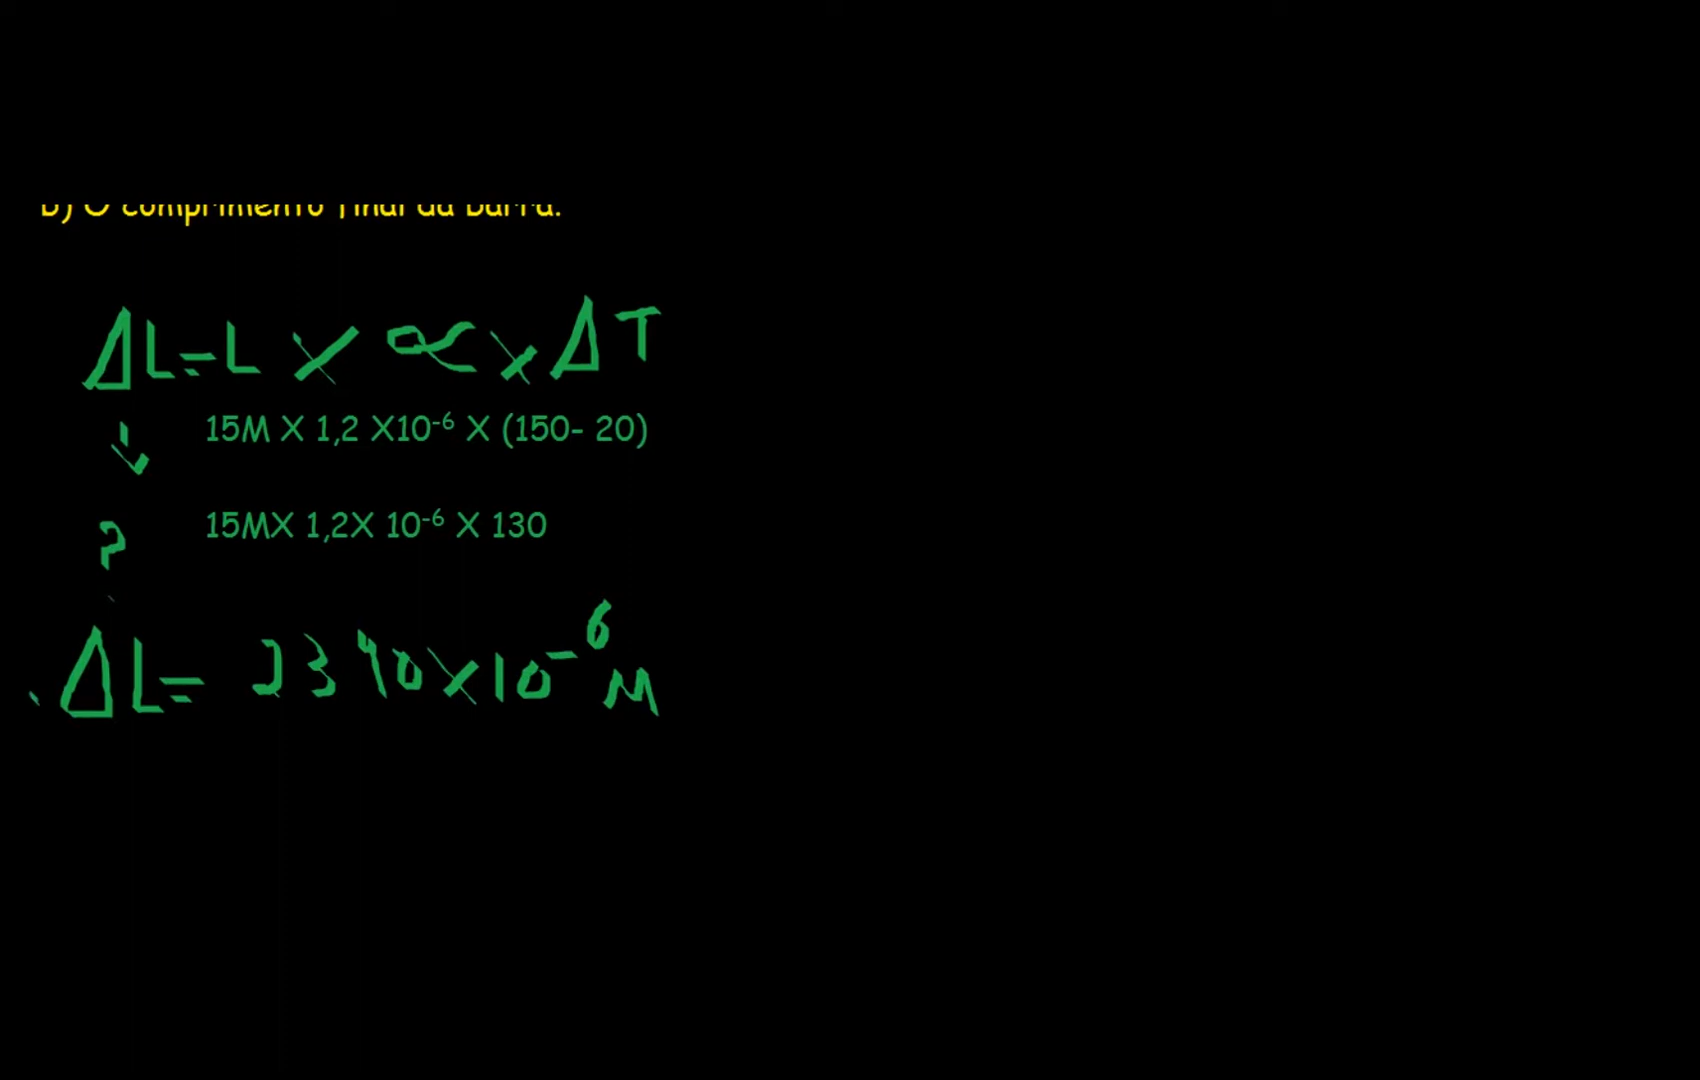 b) O comprimento final da barra.
ΔL=L X ∝ X ΔT
15M X 1,2 X10⁻⁶ X (150- 20)
15MX 1,2X 10⁻⁶ X 130
?
ΔL= 2340X10⁻⁶ M